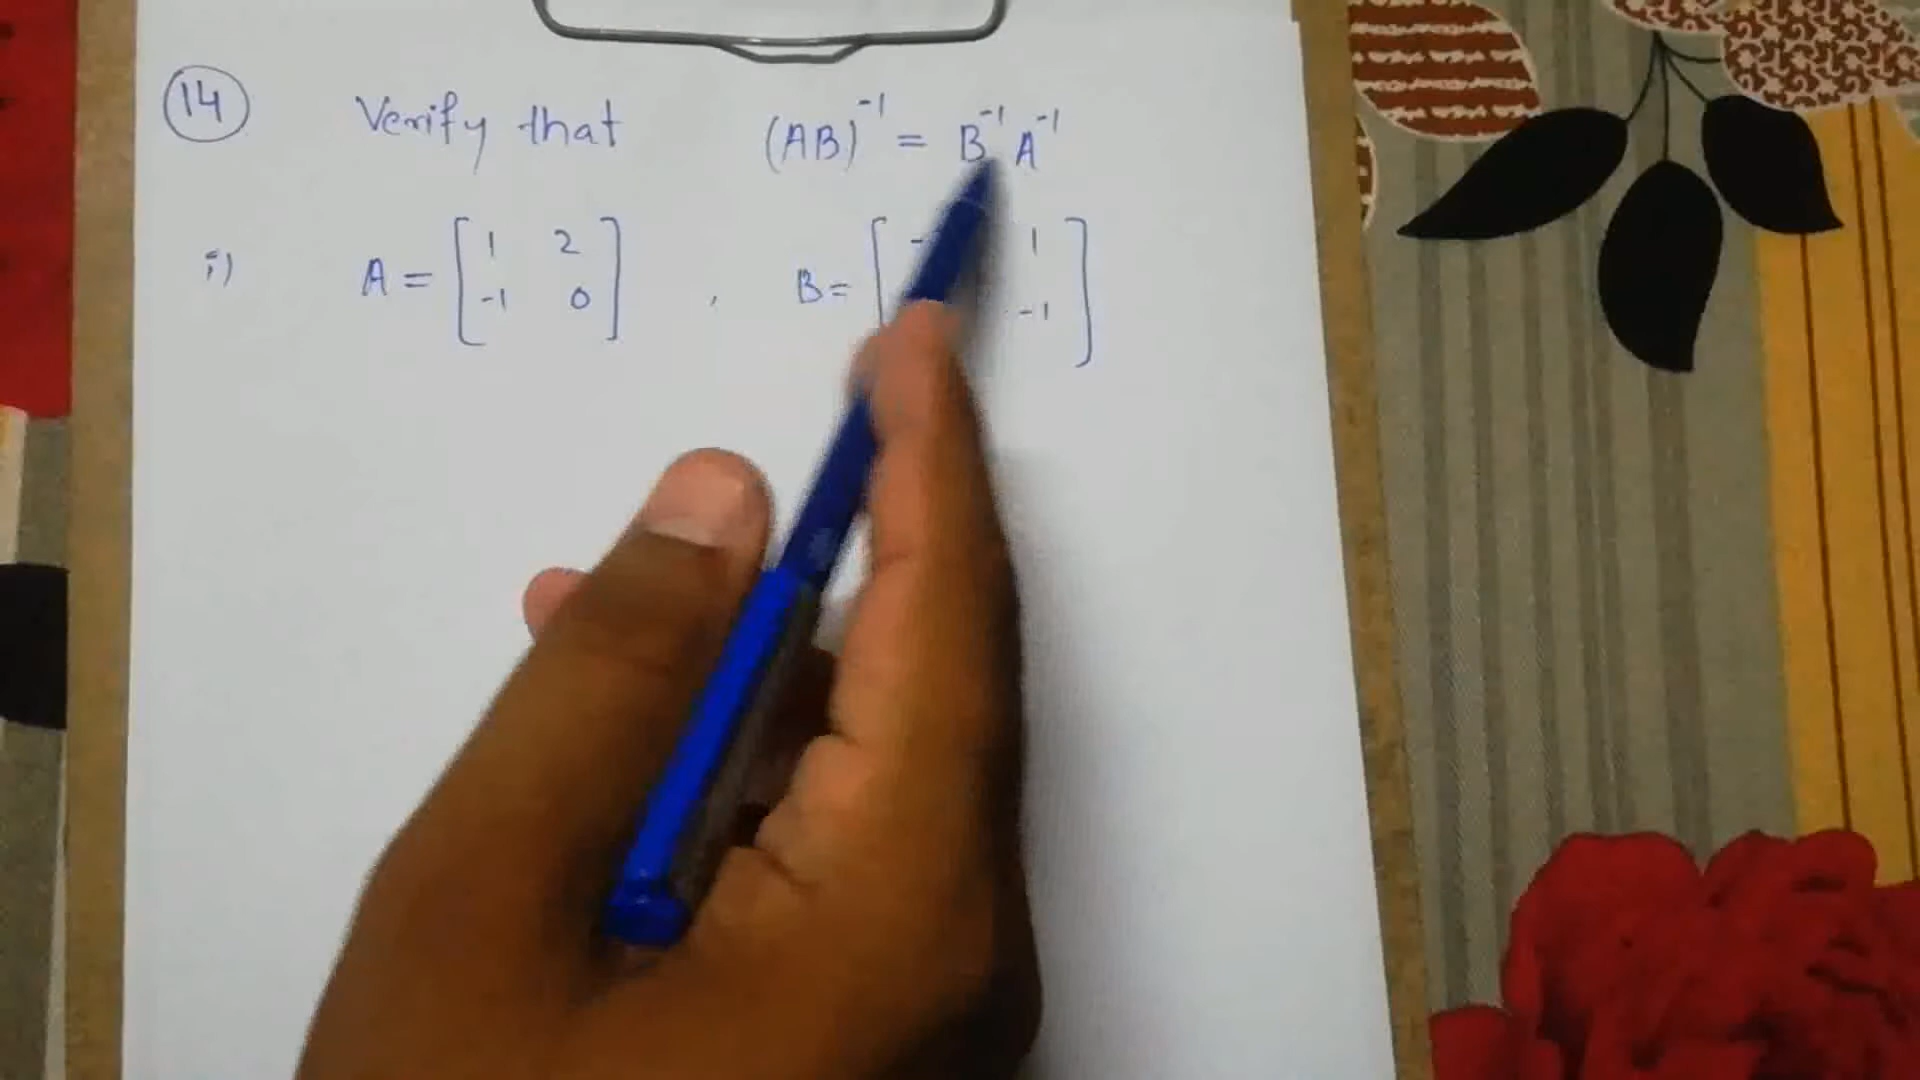 14 Verify that (AB)⁻¹ = B⁻¹ A⁻¹
i) A = [ 1 2 , B = [ - 1
-1 0 ] -1 ]